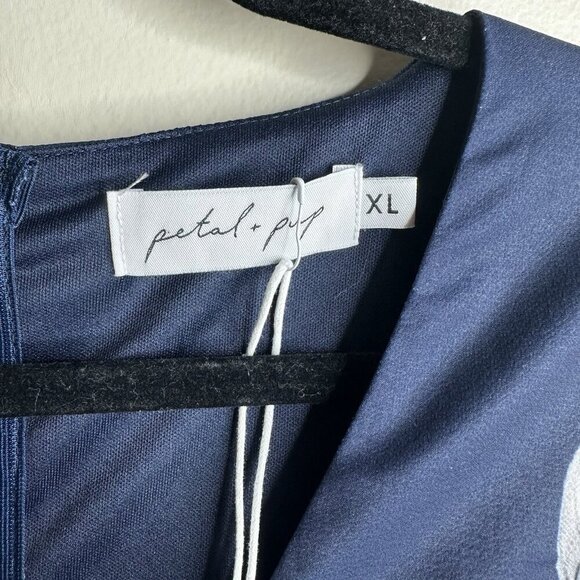 petal + pup
XL